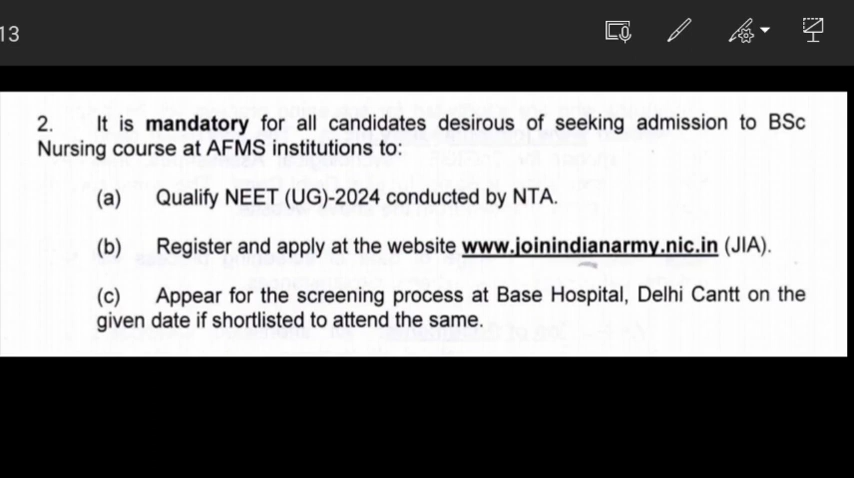 13
2. It is mandatory for all candidates desirous of seeking admission to BSc
Nursing course at AFMS institutions to:
(a) Qualify NEET (UG)-2024 conducted by NTA.
(b) Register and apply at the website www.joinindianarmy.nic.in (JIA).
(c) Appear for the screening process at Base Hospital, Delhi Cantt on the
given date if shortlisted to attend the same.